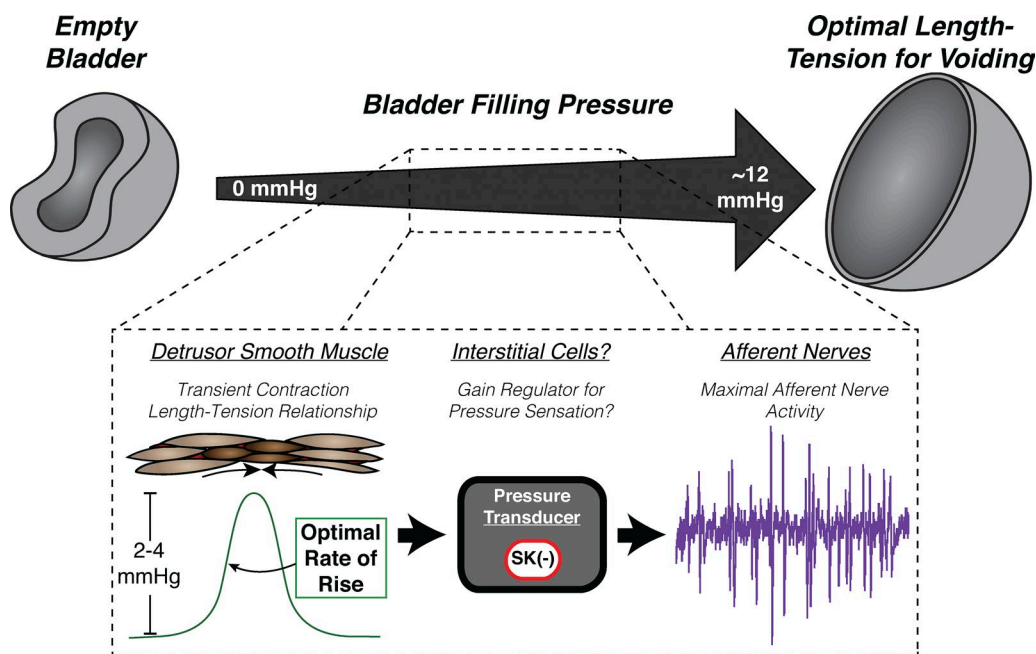 Empty
Bladder
Optimal Length-
Tension for Voiding
Bladder Filling Pressure
0 mmHg
~12
mmHg
Detrusor Smooth Muscle
Transient Contraction
Length-Tension Relationship
Interstitial Cells?
Gain Regulator for
Pressure Sensation?
Afferent Nerves
Maximal Afferent Nerve
Activity
2-4
mmHg
Optimal
Rate of
Rise
Pressure
Transducer
SK(-)